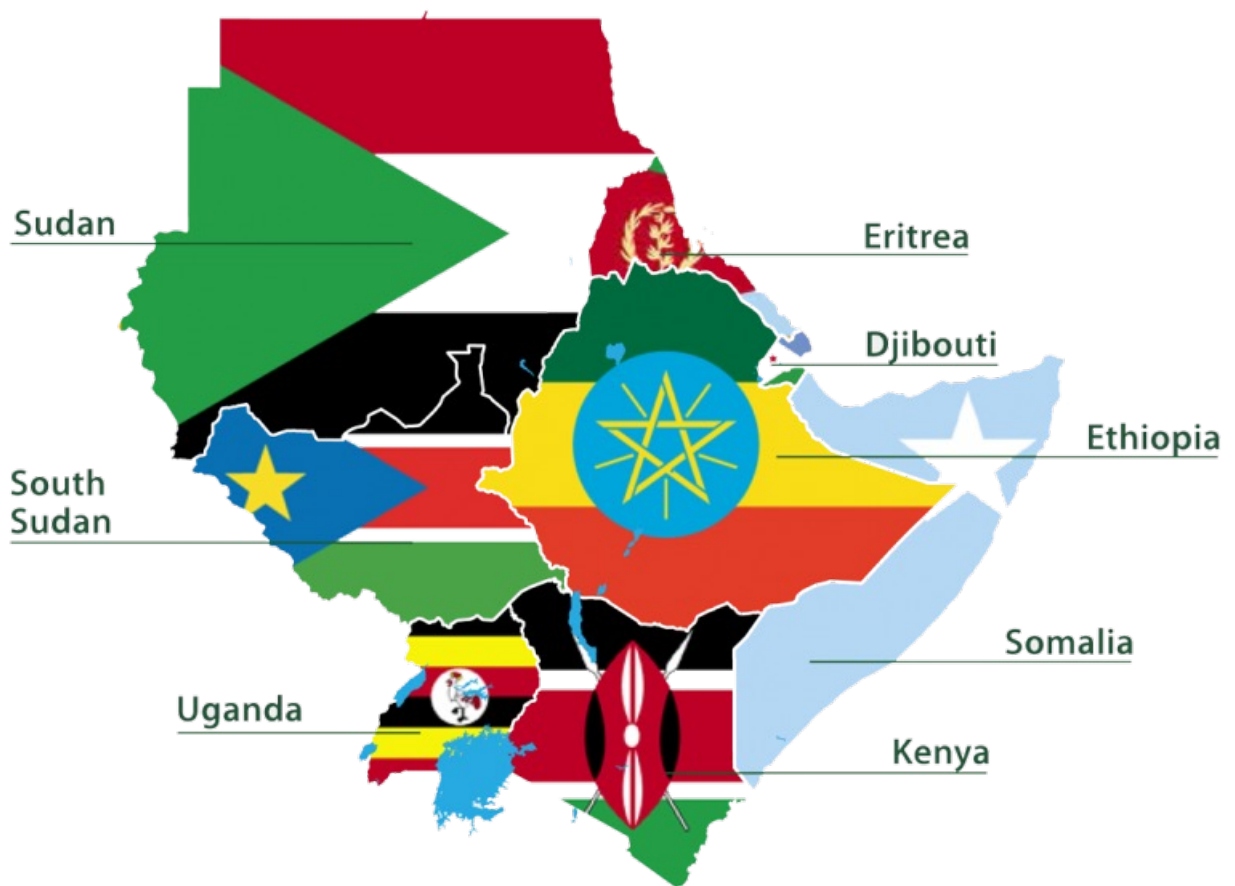 Sudan
Eritrea
Djibouti
Ethiopia
South
Sudan
Somalia
Uganda
Kenya